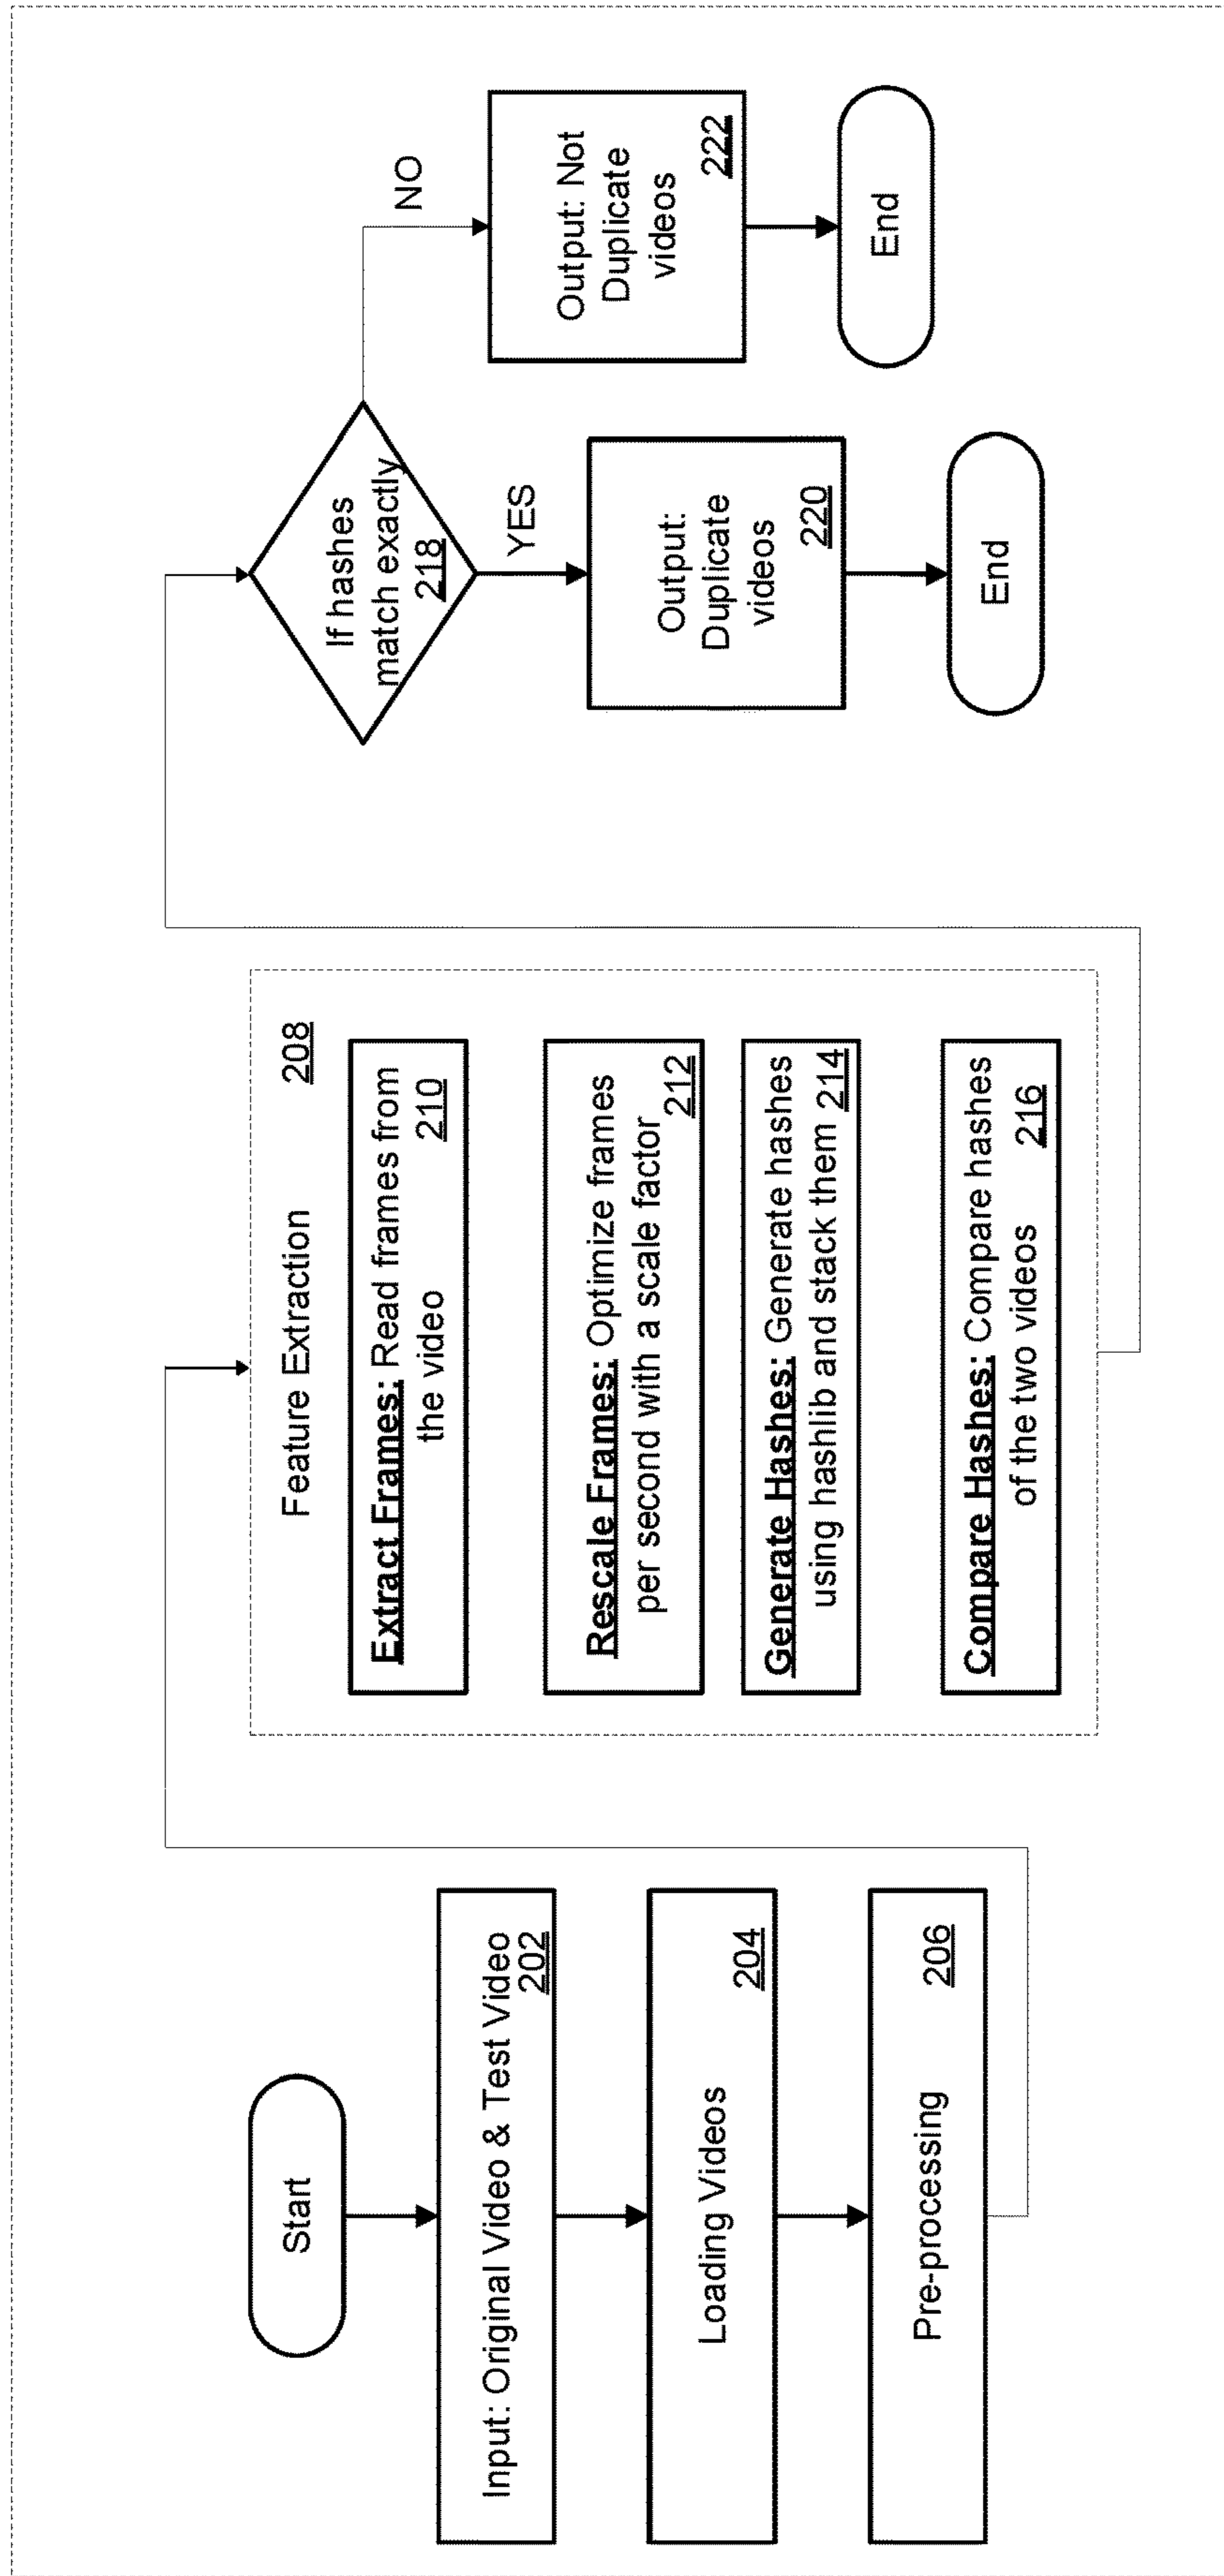 Start
Input: Original Video & Test Video
202
Loading Videos
204
Pre-processing
206
Feature Extraction
208
Extract Frames: Read frames from
the video
210
Rescale Frames: Optimize frames
per second with a scale factor
212
Generate Hashes: Generate hashes
using hashlib and stack them 214
Compare Hashes: Compare hashes
of the two videos
216
If hashes
match exactly
218
YES
NO
Output:
Duplicate
videos
220
End
Output: Not
Duplicate
videos
222
End